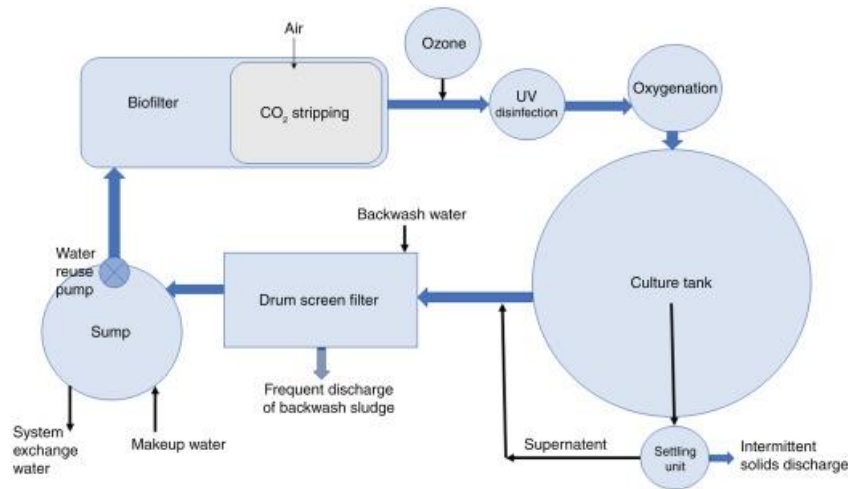 Air
Ozone
Biofilter
CO₂ stripping
UV
disinfection
Oxygenation
Backwash water
Water
reuse
pump
Drum screen filter
Culture tank
Sump
Frequent discharge
of backwash sludge
System
exchange
water
Makeup water
Supernatent
Settling
unit
Intermittent
solids discharge